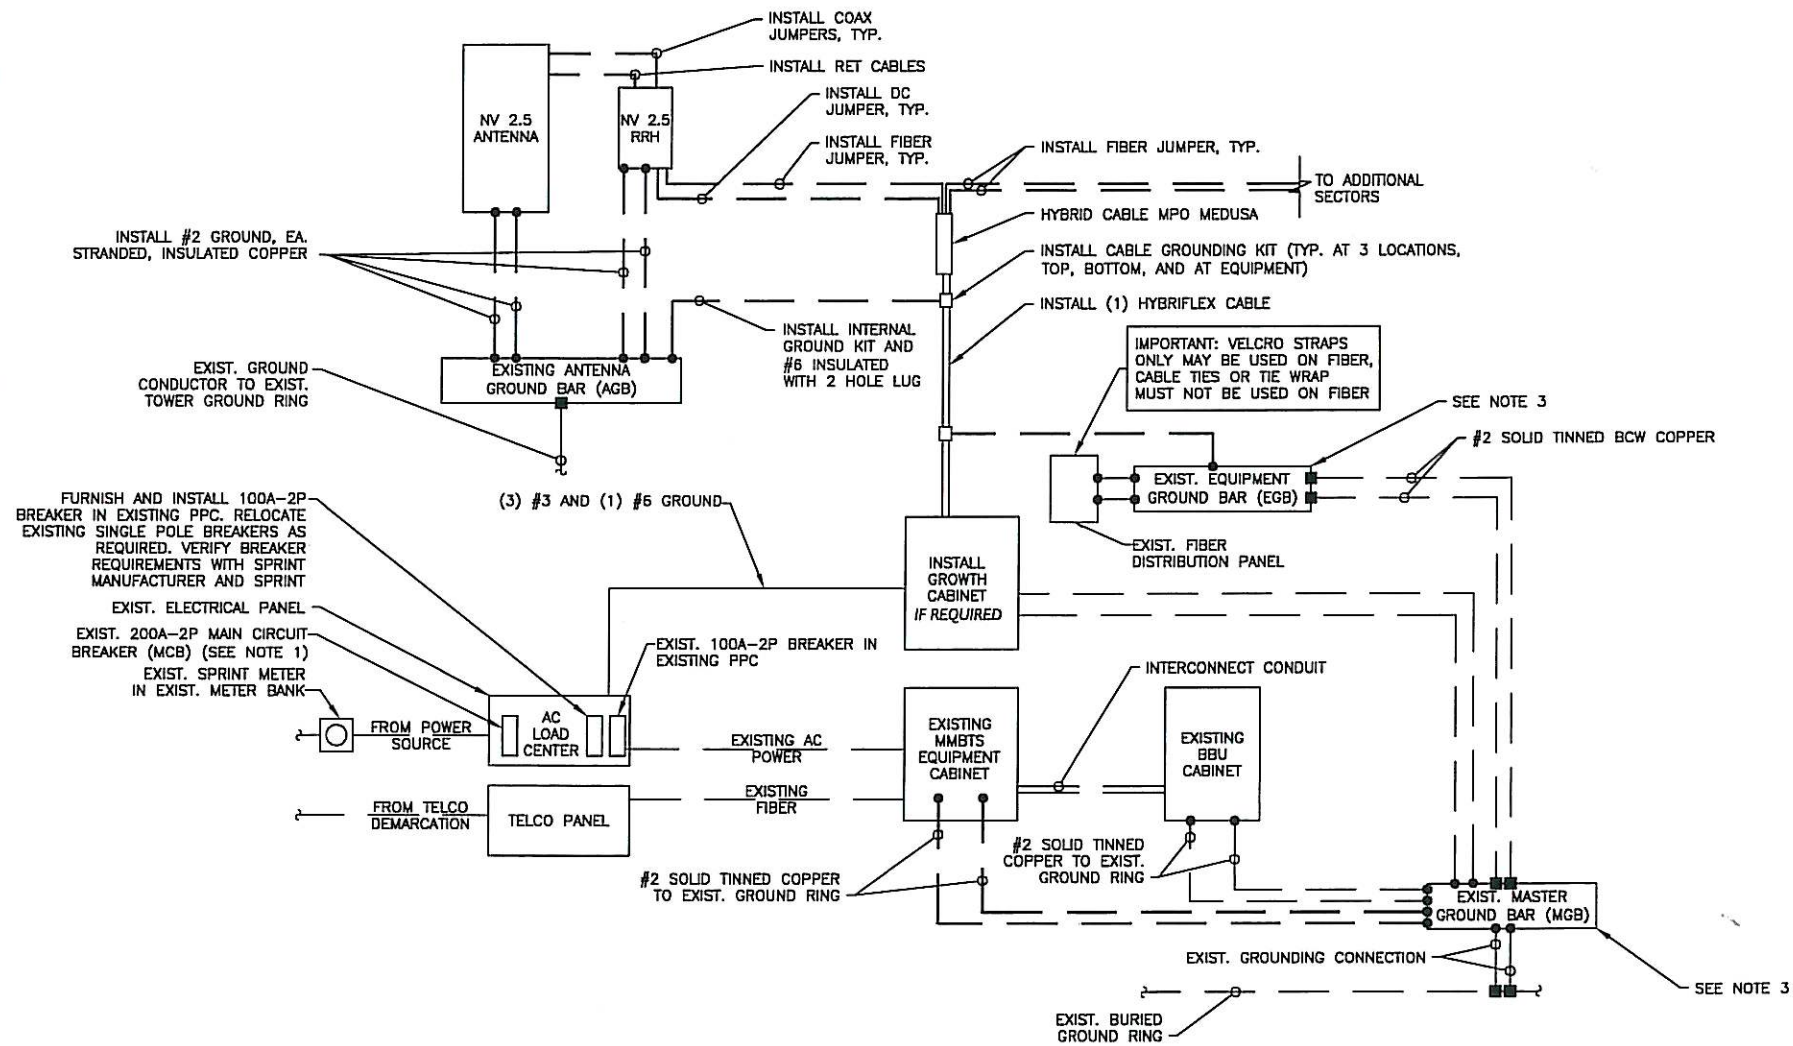 INSTALL COAX
JUMPERS, TYP.
INSTALL RET CABLES
INSTALL DC
JUMPER, TYP.
INSTALL FIBER
JUMPER, TYP.
NV 2.5
ANTENNA
NV 2.5
RRH
INSTALL FIBER JUMPER, TYP.
TO ADDITIONAL
SECTORS
HYBRID CABLE MPO MEDUSA
INSTALL CABLE GROUNDING KIT (TYP. AT 3 LOCATIONS,
TOP, BOTTOM, AND AT EQUIPMENT)
INSTALL (1) HYBRIFLEX CABLE
INSTALL #2 GROUND, EA.
STRANDED, INSULATED COPPER
INSTALL INTERNAL
GROUND KIT AND
#6 INSULATED
WITH 2 HOLE LUG
IMPORTANT: VELCRO STRAPS
ONLY MAY BE USED ON FIBER,
CABLE TIES OR TIE WRAP
MUST NOT BE USED ON FIBER
EXIST. GROUND
CONDUCTOR TO EXIST.
TOWER GROUND RING
EXISTING ANTENNA
GROUND BAR (AGB)
SEE NOTE 3
#2 SOLID TINNED BCW COPPER
EXIST. EQUIPMENT
GROUND BAR (EGB)
EXIST. FIBER
DISTRIBUTION PANEL
(3) #3 AND (1) #6 GROUND
FURNISH AND INSTALL 100A-2P
BREAKER IN EXISTING PPC. RELOCATE
EXISTING SINGLE POLE BREAKERS AS
REQUIRED. VERIFY BREAKER
REQUIREMENTS WITH SPRINT
MANUFACTURER AND SPRINT
INSTALL
GROWTH
CABINET
IF REQUIRED
EXIST. ELECTRICAL PANEL
EXIST. 200A-2P MAIN CIRCUIT
BREAKER (MCB) (SEE NOTE 1)
EXIST. SPRINT METER
IN EXIST. METER BANK
EXIST. 100A-2P BREAKER IN
EXISTING PPC
INTERCONNECT CONDUIT
FROM POWER
SOURCE
AC
LOAD
CENTER
EXISTING AC
POWER
EXISTING
MMBTS
EQUIPMENT
CABINET
EXISTING
BBU
CABINET
FROM TELCO
DEMARCATION
TELCO PANEL
EXISTING
FIBER
#2 SOLID TINNED COPPER
TO EXIST. GROUND RING
#2 SOLID TINNED
COPPER TO EXIST.
GROUND RING
EXIST. MASTER
GROUND BAR (MGB)
EXIST. GROUNDING CONNECTION
SEE NOTE 3
EXIST. BURIED
GROUND RING